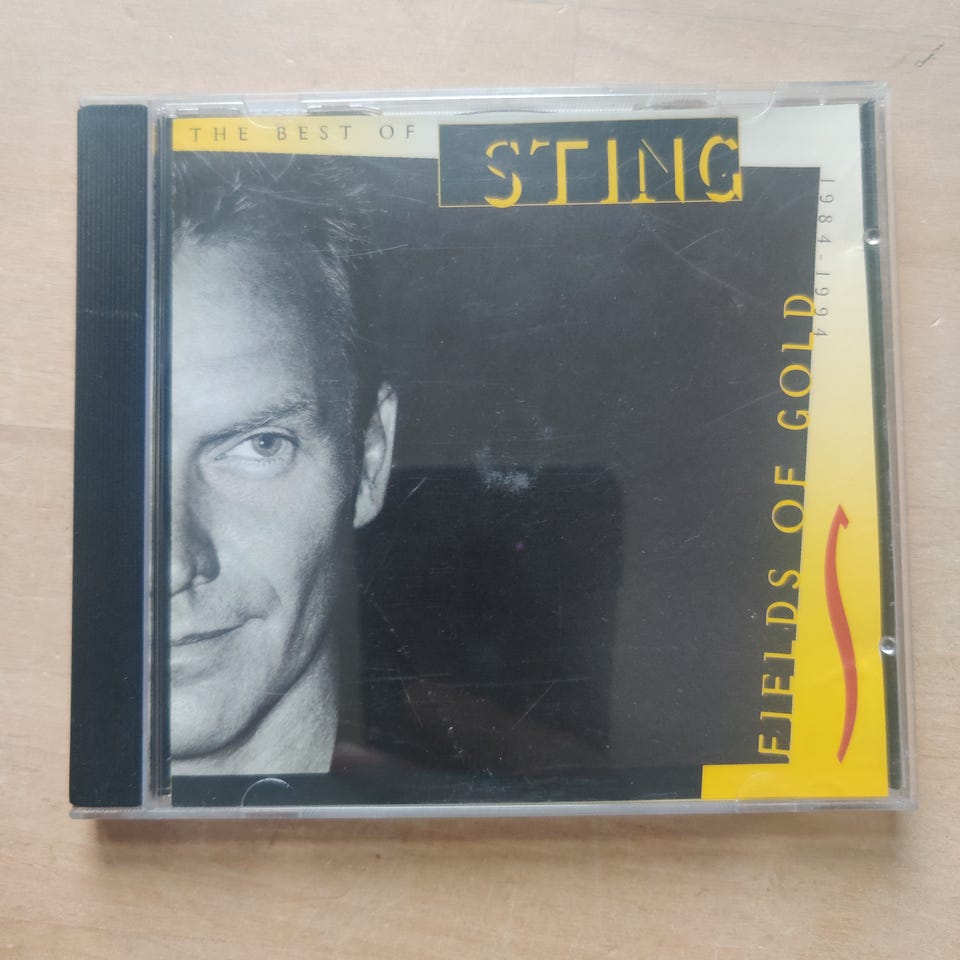 THE BEST OF
STING
1984-1994
FIELDS OF GOLD